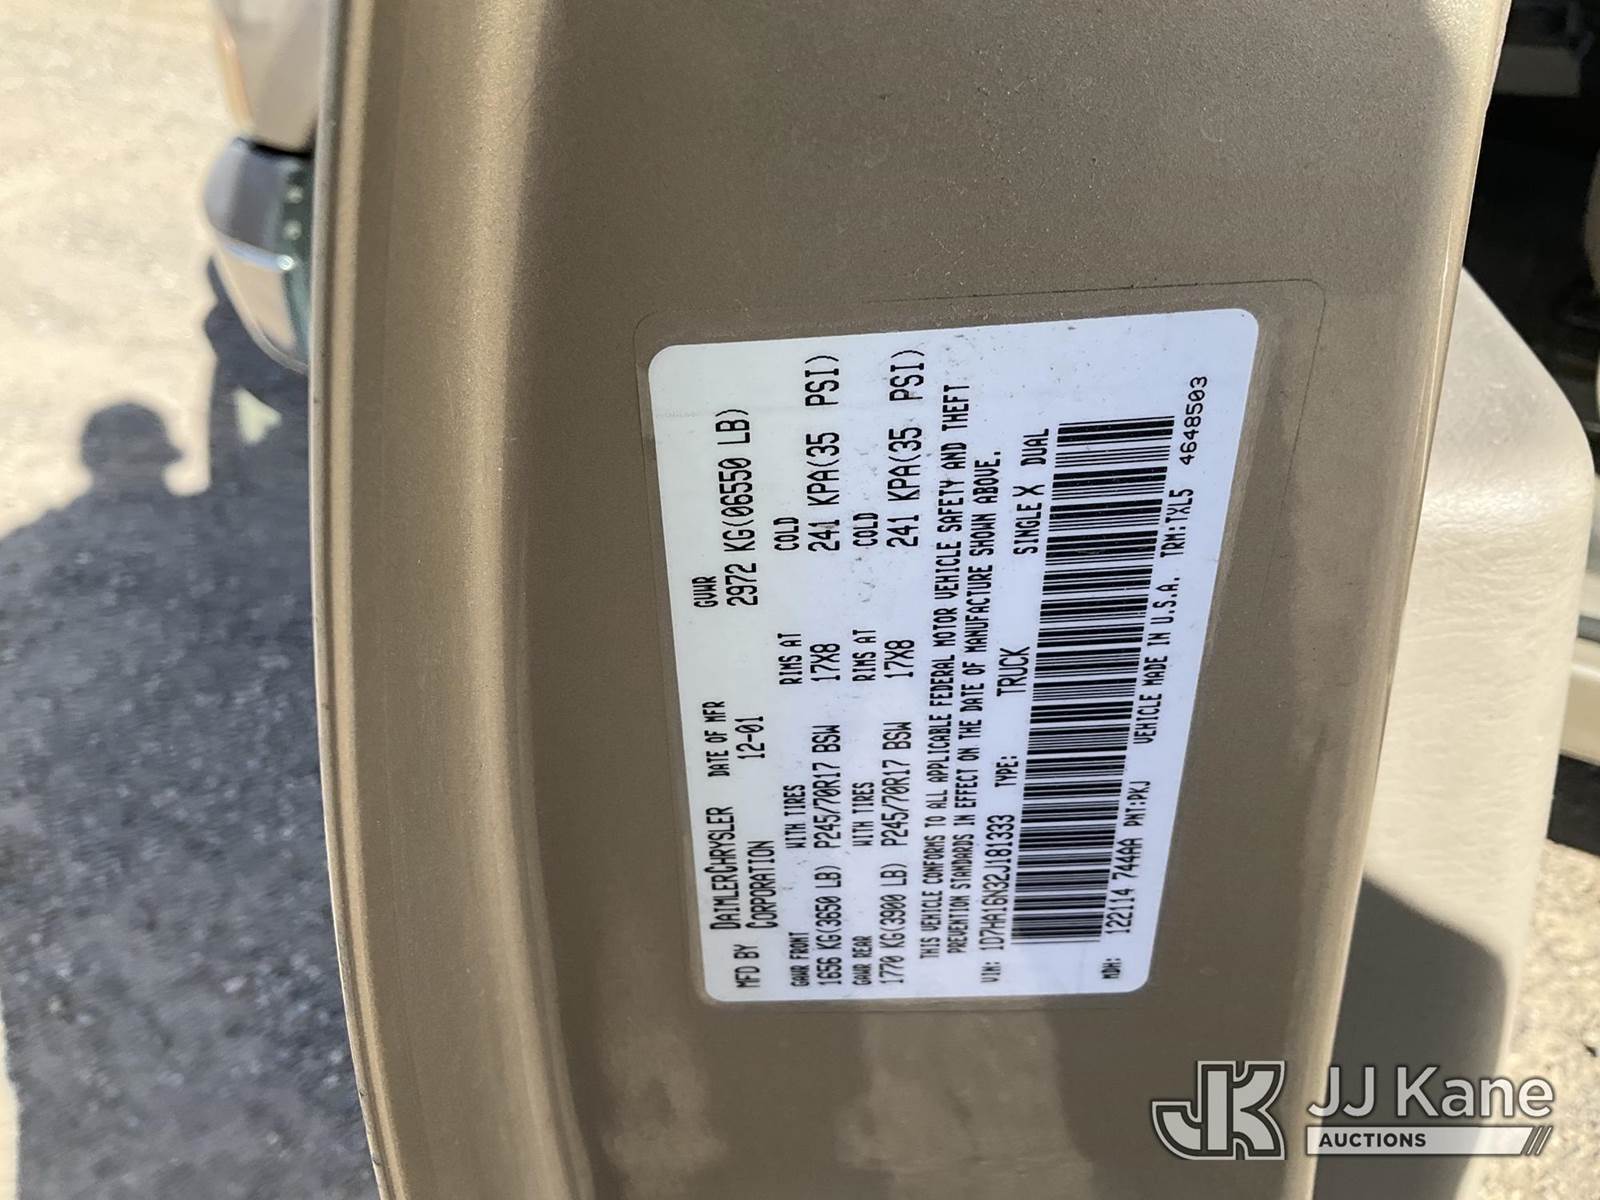 MFD BY DAIMLERCHRYSLER CORPORATION DATE OF MFR 12-01 GVWR 2972 KG(06550 LB)
GAWR FRONT WITH TIRES RIMS AT COLD
1656 KG(3650 LB) P245/70R17 BSW 17X8 241 KPA(35 PSI)
GAWR REAR WITH TIRES RIMS AT COLD
1770 KG(3900 LB) P245/70R17 BSW 17X8 241 KPA(35 PSI)
THIS VEHICLE CONFORMS TO ALL APPLICABLE FEDERAL MOTOR VEHICLE SAFETY AND THEFT
PREVENTION STANDARDS IN EFFECT ON THE DATE OF MANUFACTURE SHOWN ABOVE.
VIN: 1D7HA16N32J181333 TYPE: TRUCK SINGLE X DUAL
MDH: 122114 744AA PNT:PKJ VEHICLE MADE IN U.S.A. TRM:TXL5 4648503
JJ Kane
AUCTIONS